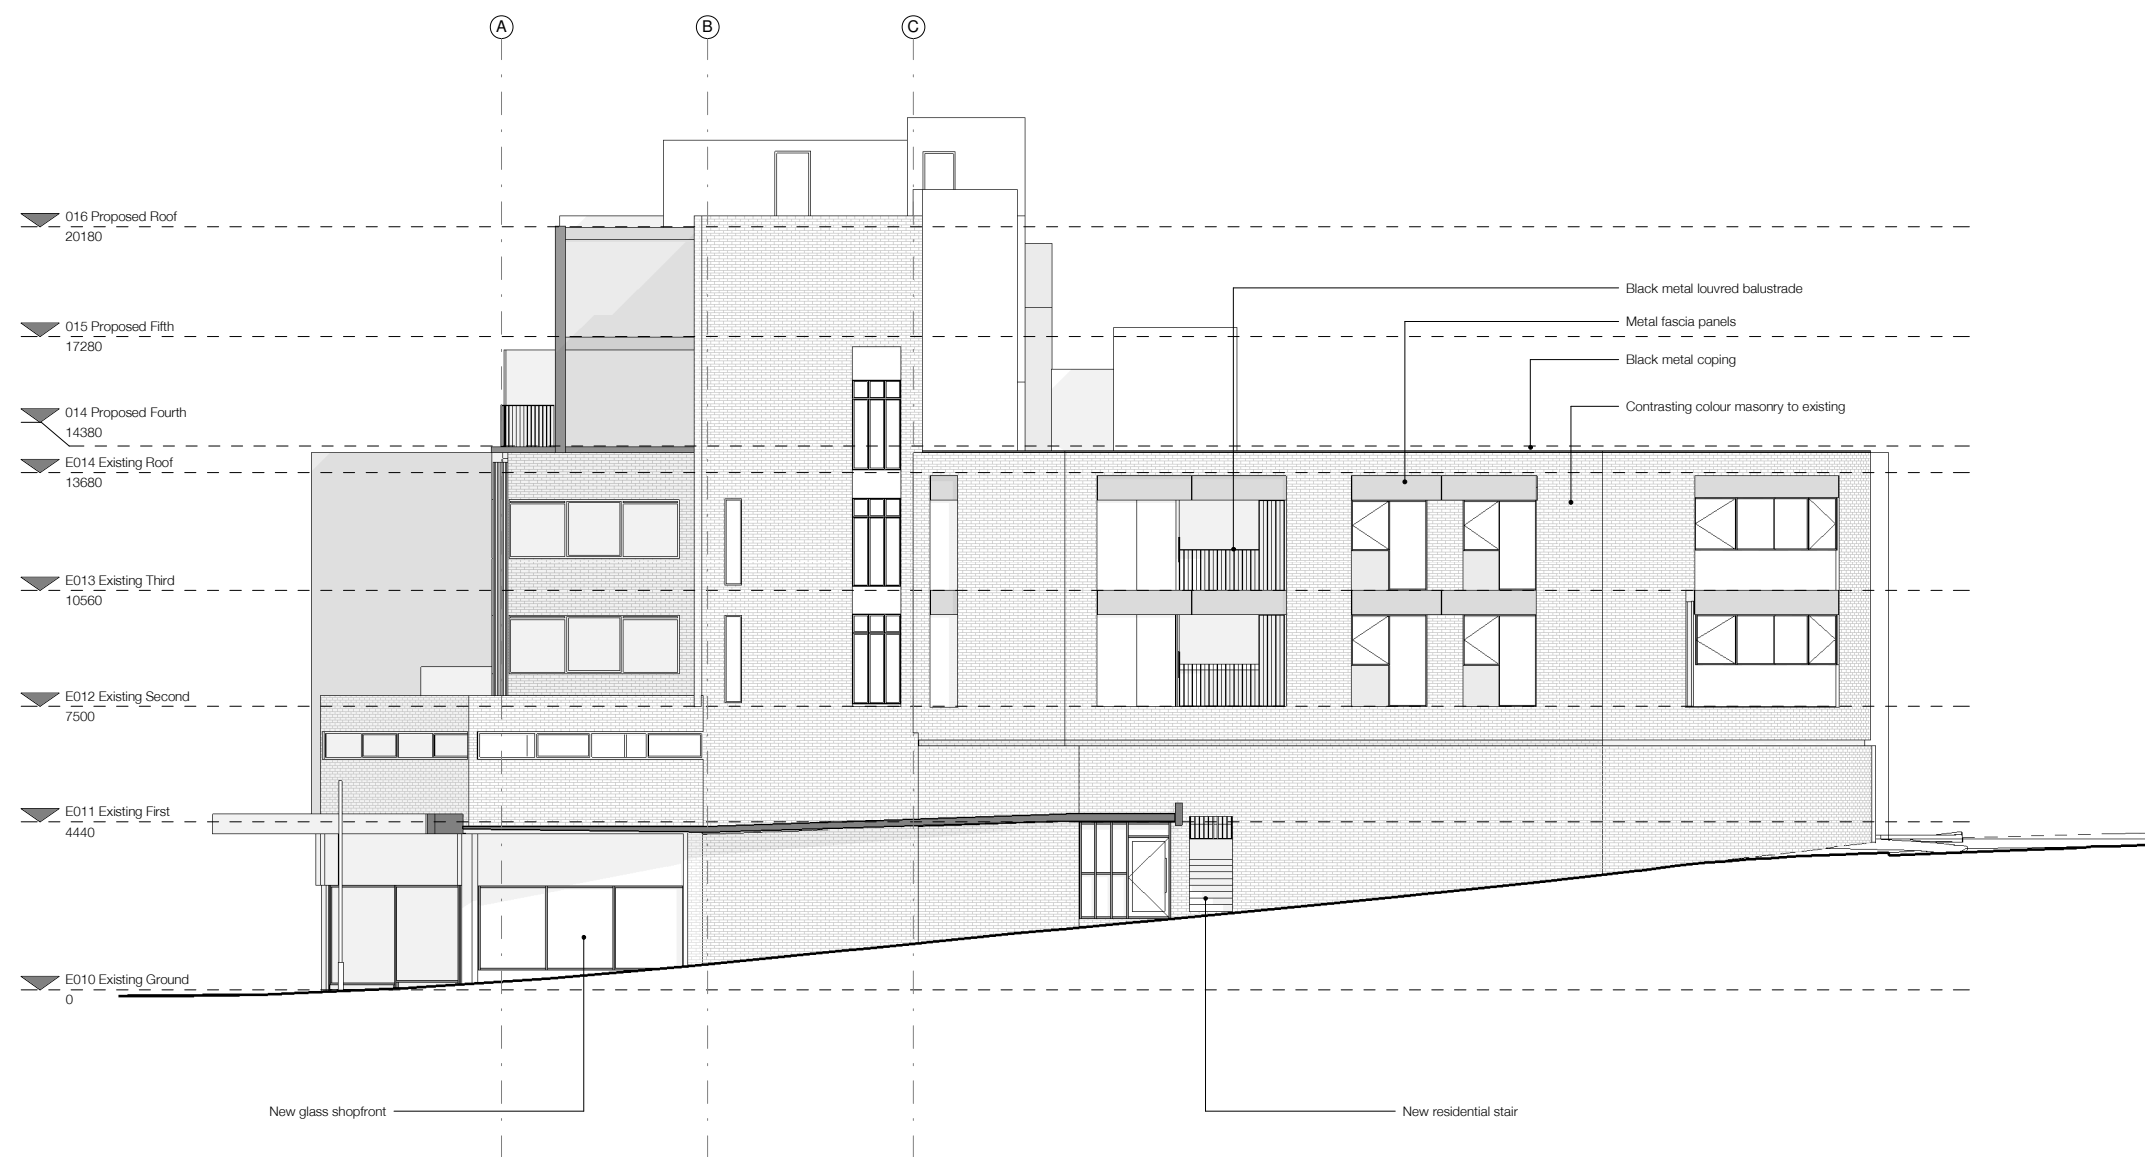 A
B
C
016 Proposed Roof
20180
Black metal louvred balustrade
015 Proposed Fifth
17280
Metal fascia panels
Black metal coping
014 Proposed Fourth
14380
Contrasting colour masonry to existing
E014 Existing Roof
13680
E013 Existing Third
10560
E012 Existing Second
7500
E011 Existing First
4440
E010 Existing Ground
0
New glass shopfront
New residential stair